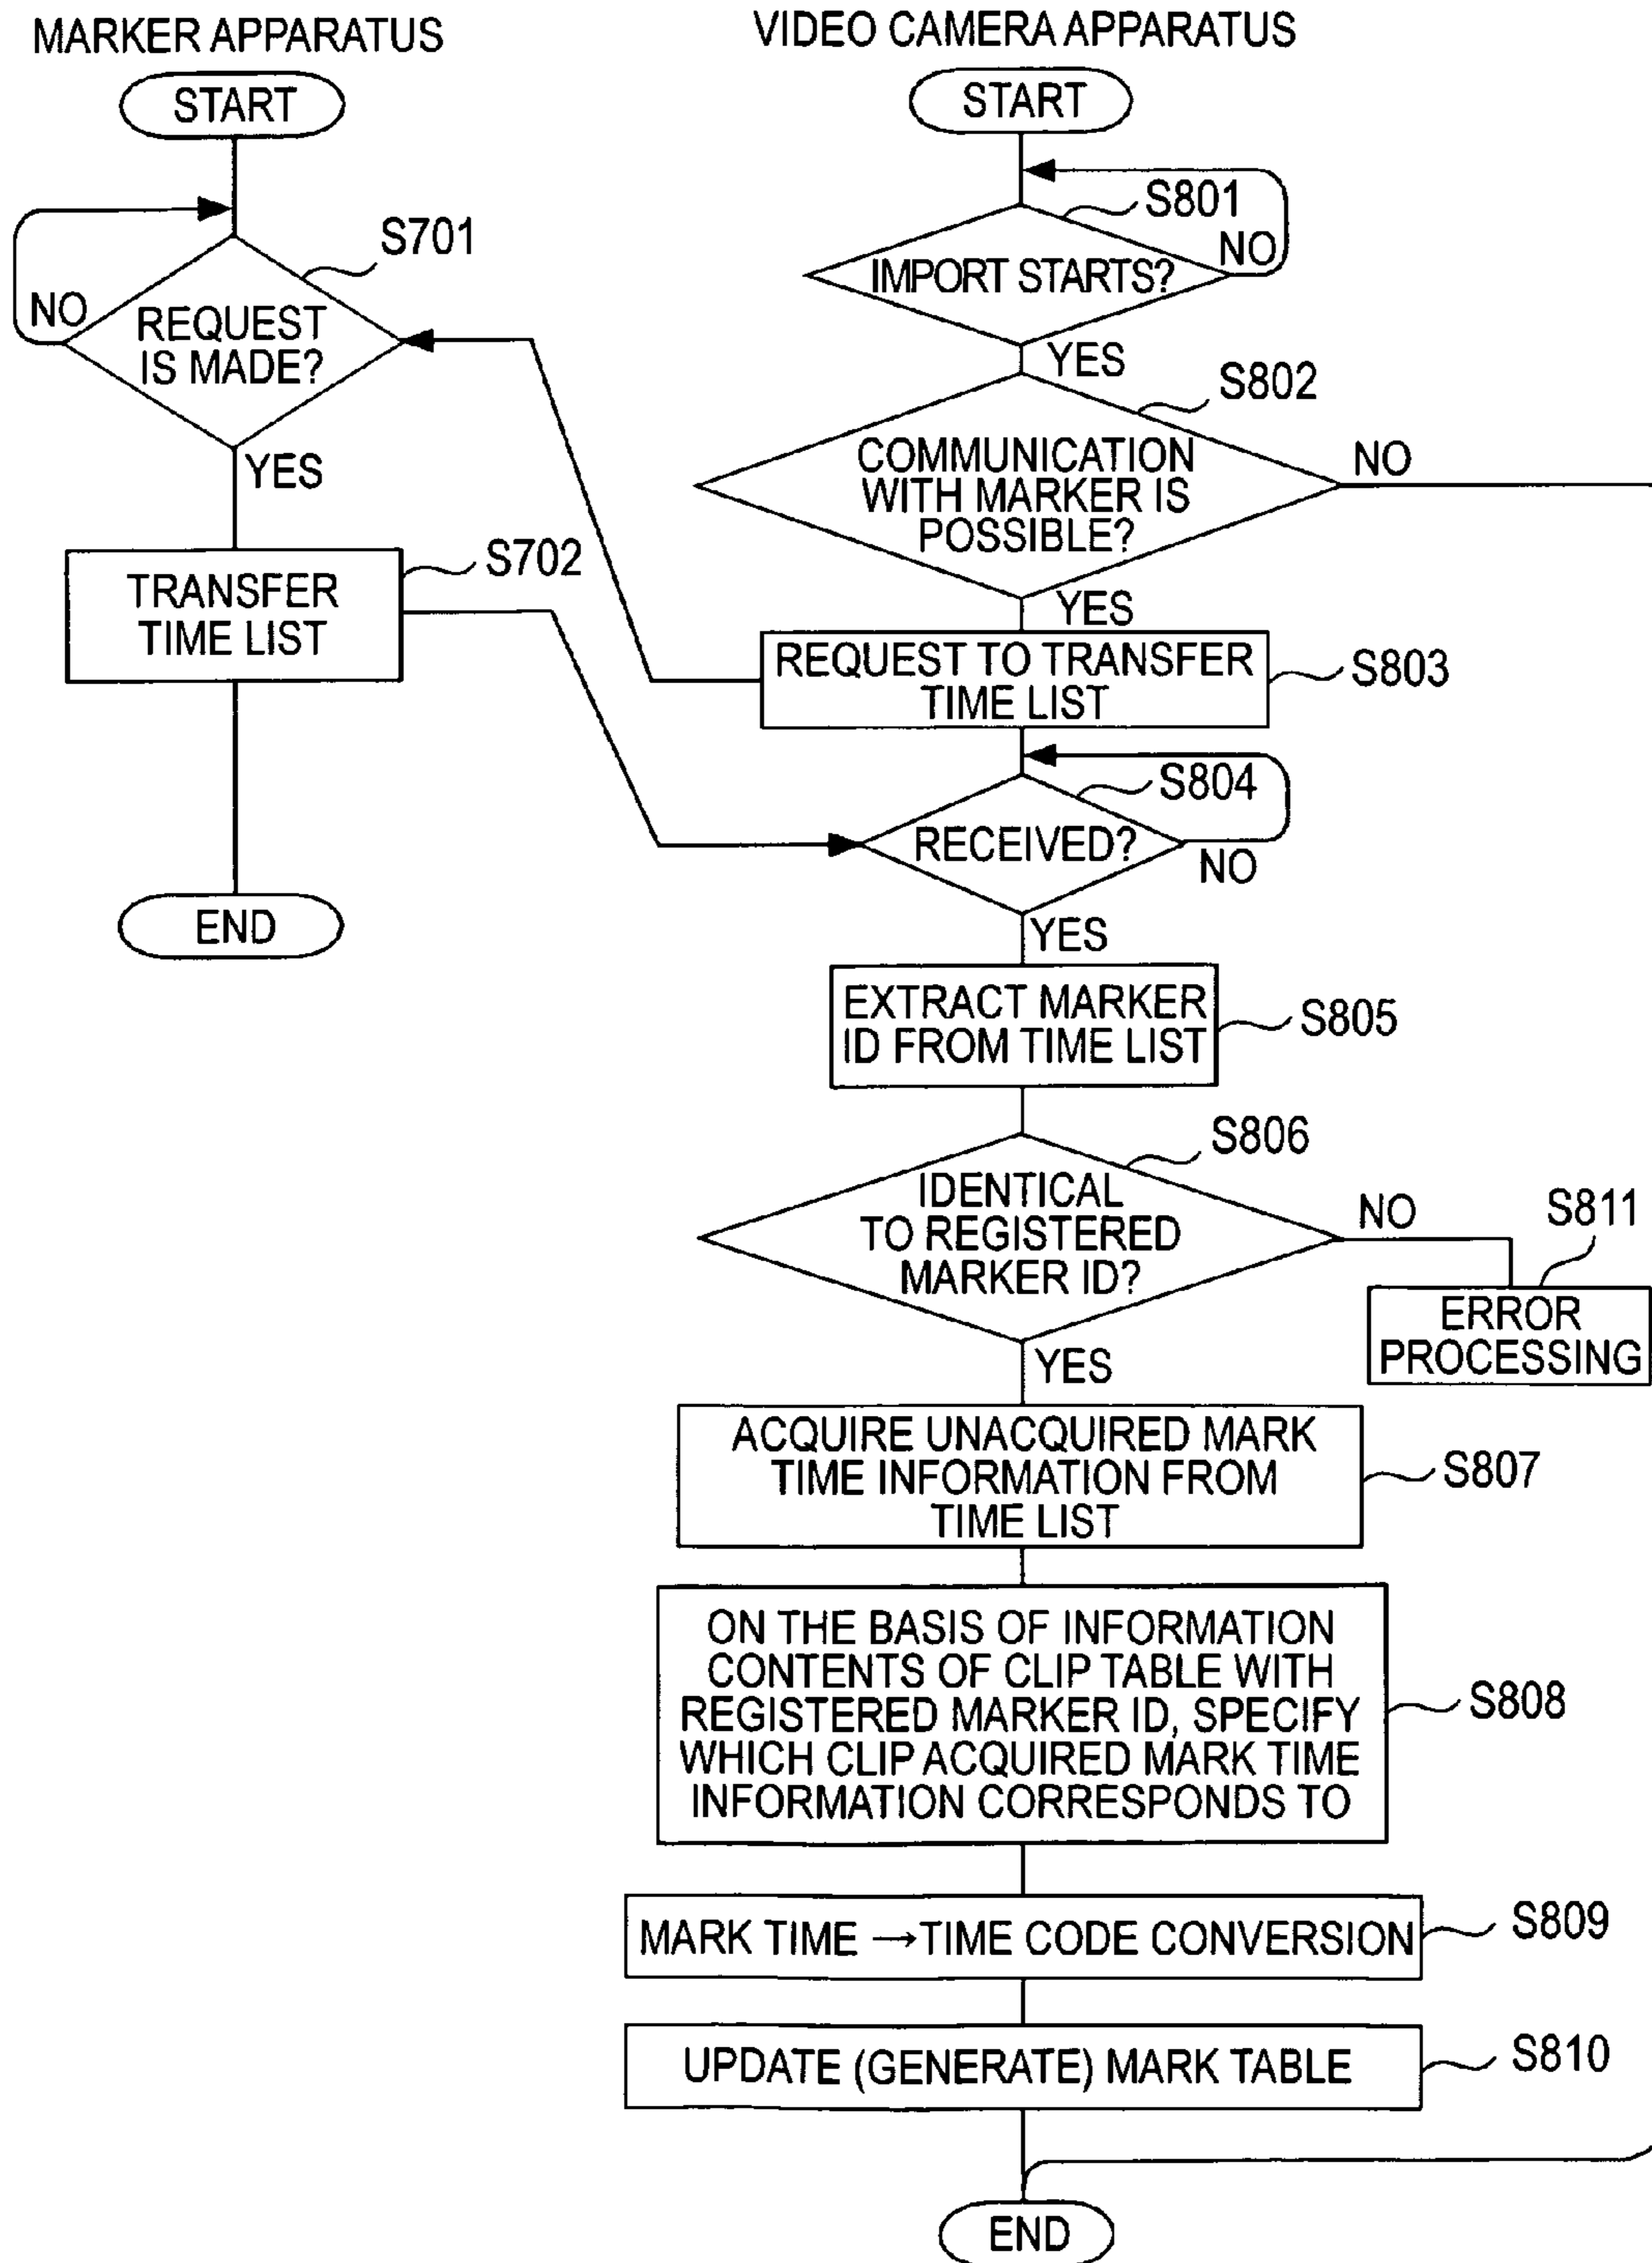 MARKER APPARATUS
START
S701
NO
REQUEST
IS MADE?
YES
S702
TRANSFER
TIME LIST
END
VIDEO CAMERA APPARATUS
START
S801
NO
IMPORT STARTS?
YES
S802
COMMUNICATION
WITH MARKER IS
POSSIBLE?
NO
YES
REQUEST TO TRANSFER
TIME LIST
S803
S804
RECEIVED?
NO
YES
EXTRACT MARKER
ID FROM TIME LIST
S805
S806
IDENTICAL
TO REGISTERED
MARKER ID?
NO
S811
ERROR
PROCESSING
YES
ACQUIRE UNACQUIRED MARK
TIME INFORMATION FROM
TIME LIST
S807
ON THE BASIS OF INFORMATION
CONTENTS OF CLIP TABLE WITH
REGISTERED MARKER ID, SPECIFY
WHICH CLIP ACQUIRED MARK TIME
INFORMATION CORRESPONDS TO
S808
MARK TIME →TIME CODE CONVERSION
S809
UPDATE (GENERATE) MARK TABLE
S810
END